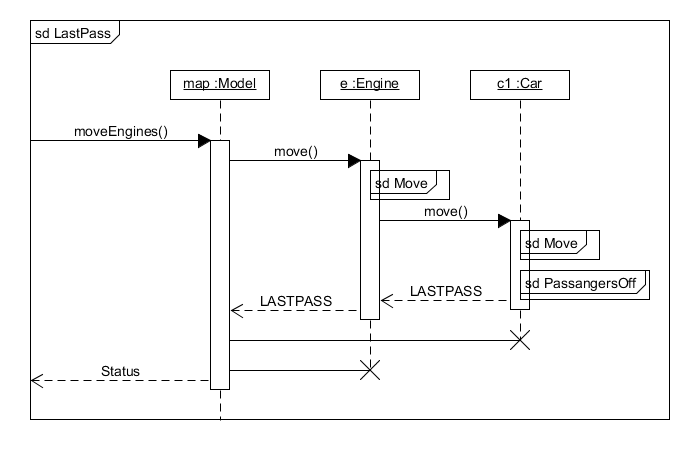 sd LastPass
map :Model
e :Engine
c1 :Car
moveEngines()
move()
sd Move
move()
sd Move
sd PassangersOff
LASTPASS
LASTPASS
Status